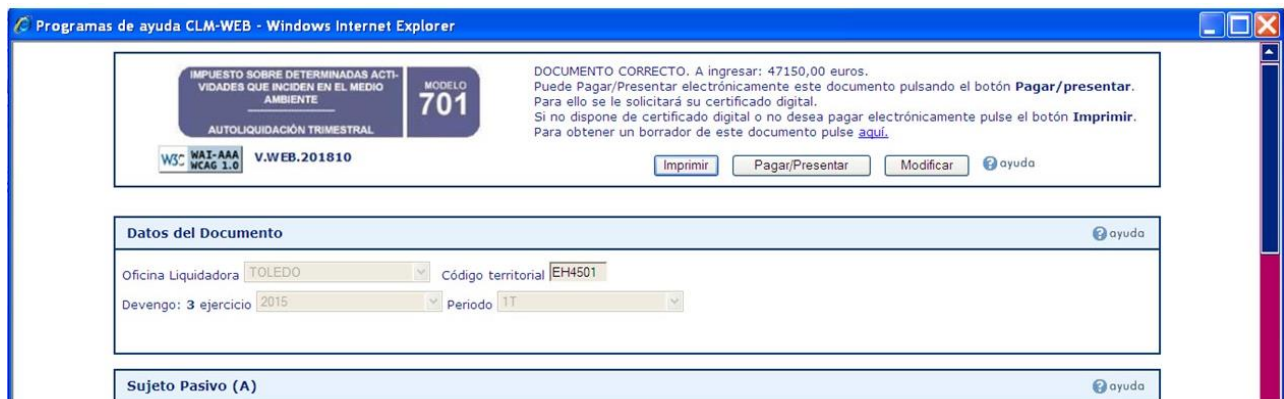 Programas de ayuda CLM-WEB - Windows Internet Explorer
IMPUESTO SOBRE DETERMINADAS ACTI-
VIDADES QUE INCIDEN EN EL MEDIO
AMBIENTE
AUTOLIQUIDACIÓN TRIMESTRAL
MODELO
701
W3C WAI-AAA
WCAG 1.0
V.WEB.201810
DOCUMENTO CORRECTO. A ingresar: 47150,00 euros.
Puede Pagar/Presentar electrónicamente este documento pulsando el botón Pagar/presentar.
Para ello se le solicitará su certificado digital.
Si no dispone de certificado digital o no desea pagar electrónicamente pulse el botón Imprimir.
Para obtener un borrador de este documento pulse aquí.
Imprimir Pagar/Presentar Modificar ? ayuda
Datos del Documento ? ayuda
Oficina Liquidadora TOLEDO Código territorial EH4501
Devengo: 3 ejercicio 2015 Periodo 1T
Sujeto Pasivo (A) ? ayuda